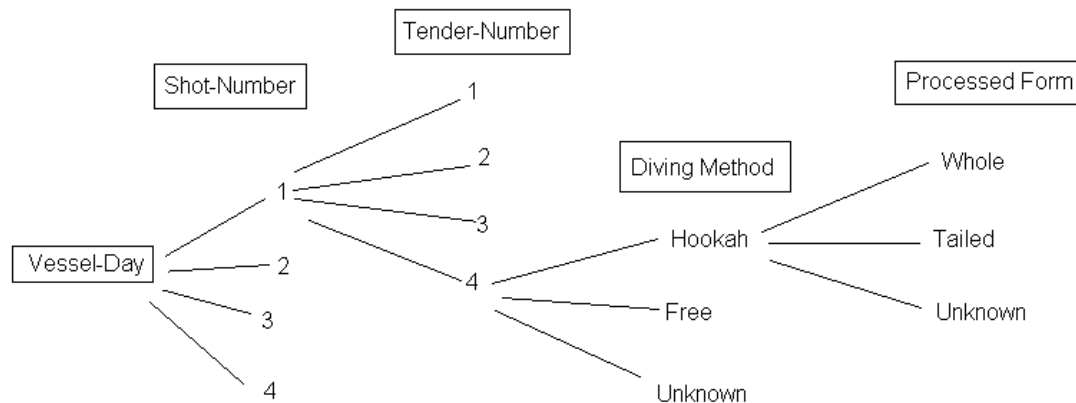 Tender-Number
Shot-Number
Processed Form
1
2
Diving Method
Whole
1
3
Hookah
Tailed
Vessel-Day
2
4
3
Free
Unknown
4
Unknown